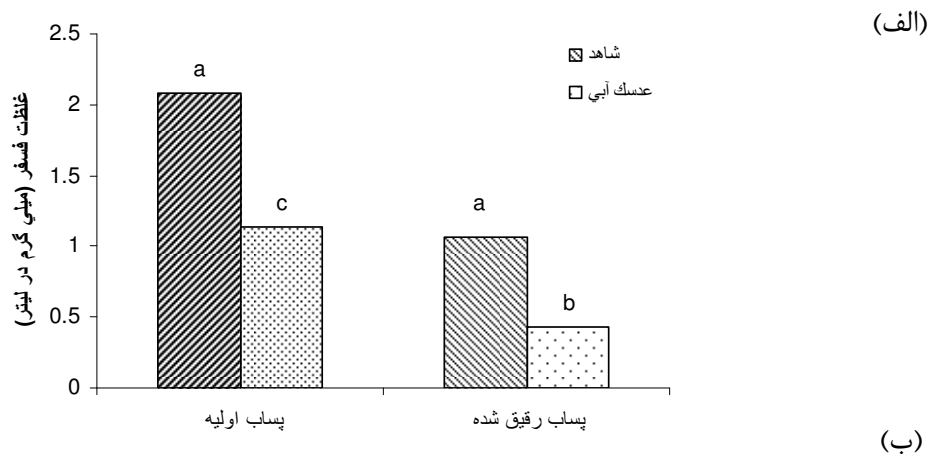 (الف)
2.5
2
1.5
1
0.5
0
غلظت فسفر (ميلي گرم در ليتر)
شاهد
عدسك آبي
a
c
a
b
پساب اوليه
پساب رقيق شده
(ب)